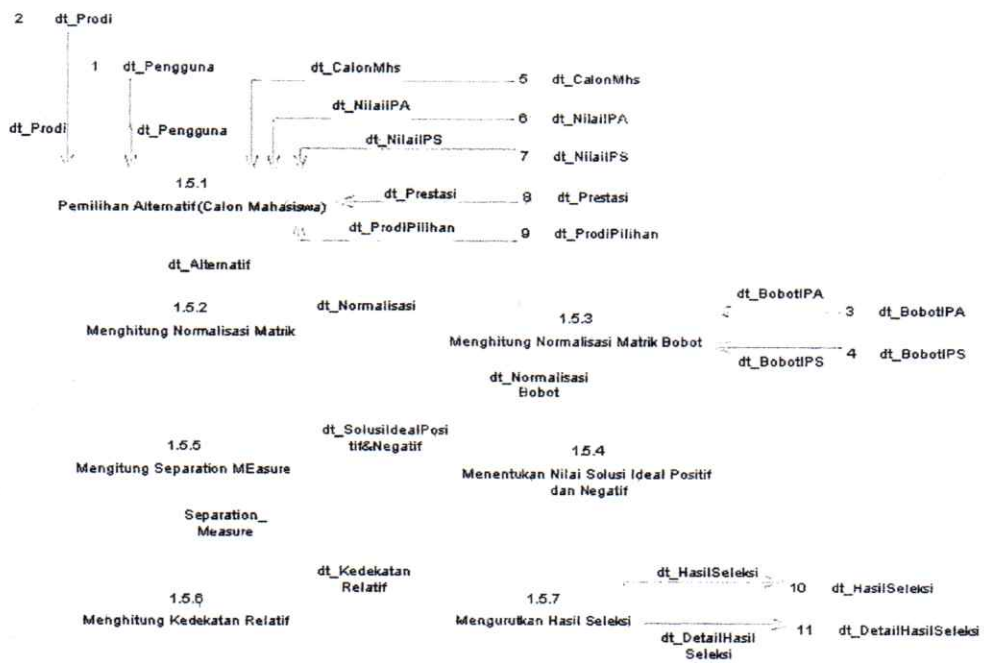 2 dt_Prodi
1 dt_Pengguna
dt_CalonMhs
5 dt_CalonMhs
dt_NilaiIPA
6 dt_NilaiIPA
dt_Prodi
dt_Pengguna
dt_NilaiIPS
7 dt_NilaiIPS
1.5.1
Pemilihan Alternatif(Calon Mahasiswa)
dt_Prestasi
8 dt_Prestasi
dt_ProdiPilihan
9 dt_ProdiPilihan
dt_Alternatif
1.5.2
Menghitung Normalisasi Matrik
dt_Normalisasi
1.5.3
Menghitung Normalisasi Matrik Bobot
dt_BobotIPA
3 dt_BobotIPA
dt_BobotIPS
4 dt_BobotIPS
dt_Normalisasi
Bobot
dt_SolusiIdealPosi
tif&Negatif
1.5.5
Mengitung Separation MEasure
1.5.4
Menentukan Nilai Solusi Ideal Positif
dan Negatif
Separation_
Measure
dt_Kedekatan
Relatif
1.5.6
Menghitung Kedekatan Relatif
1.5.7
Mengurutkan Hasil Seleksi
dt_HasilSeleksi
10 dt_HasilSeleksi
dt_DetailHasil
Seleksi
11 dt_DetailHasilSeleksi